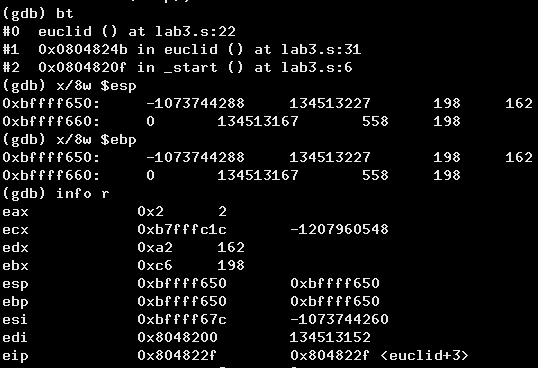 (gdb) bt
#0  euclid () at lab3.s:22
#1  0x0804824b in euclid () at lab3.s:31
#2  0x0804820f in _start () at lab3.s:6
(gdb) x/8w $esp
0xbffff650:     -1073744288     134513227       198     162
0xbffff660:     0       134513167       558     198
(gdb) x/8w $ebp
0xbffff650:     -1073744288     134513227       198     162
0xbffff660:     0       134513167       558     198
(gdb) info r
eax            0x2      2
ecx            0xb7fffc1c       -1207960548
edx            0xa2     162
ebx            0xc6     198
esp            0xbffff650       0xbffff650
ebp            0xbffff650       0xbffff650
esi            0xbffff67c       -1073744260
edi            0x8048200        134513152
eip            0x804822f        0x804822f <euclid+3>